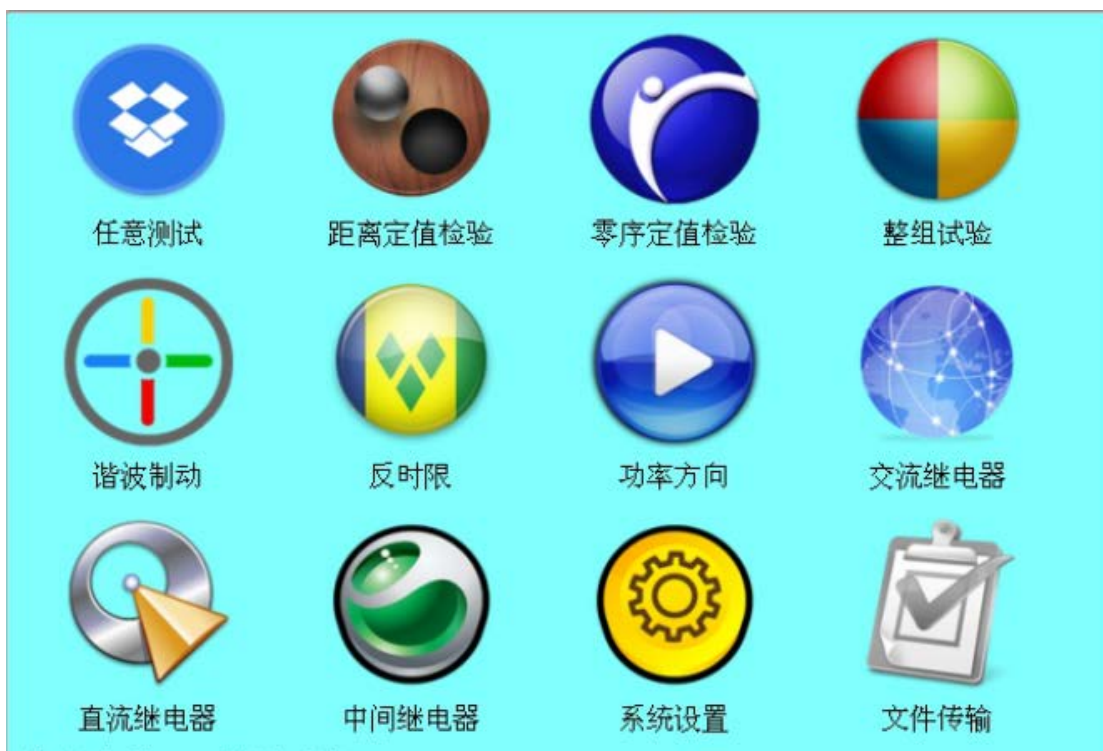 任意测试
距离定值检验
零序定值检验
整组试验
谐波制动
反时限
功率方向
交流继电器
直流继电器
中间继电器
系统设置
文件传输